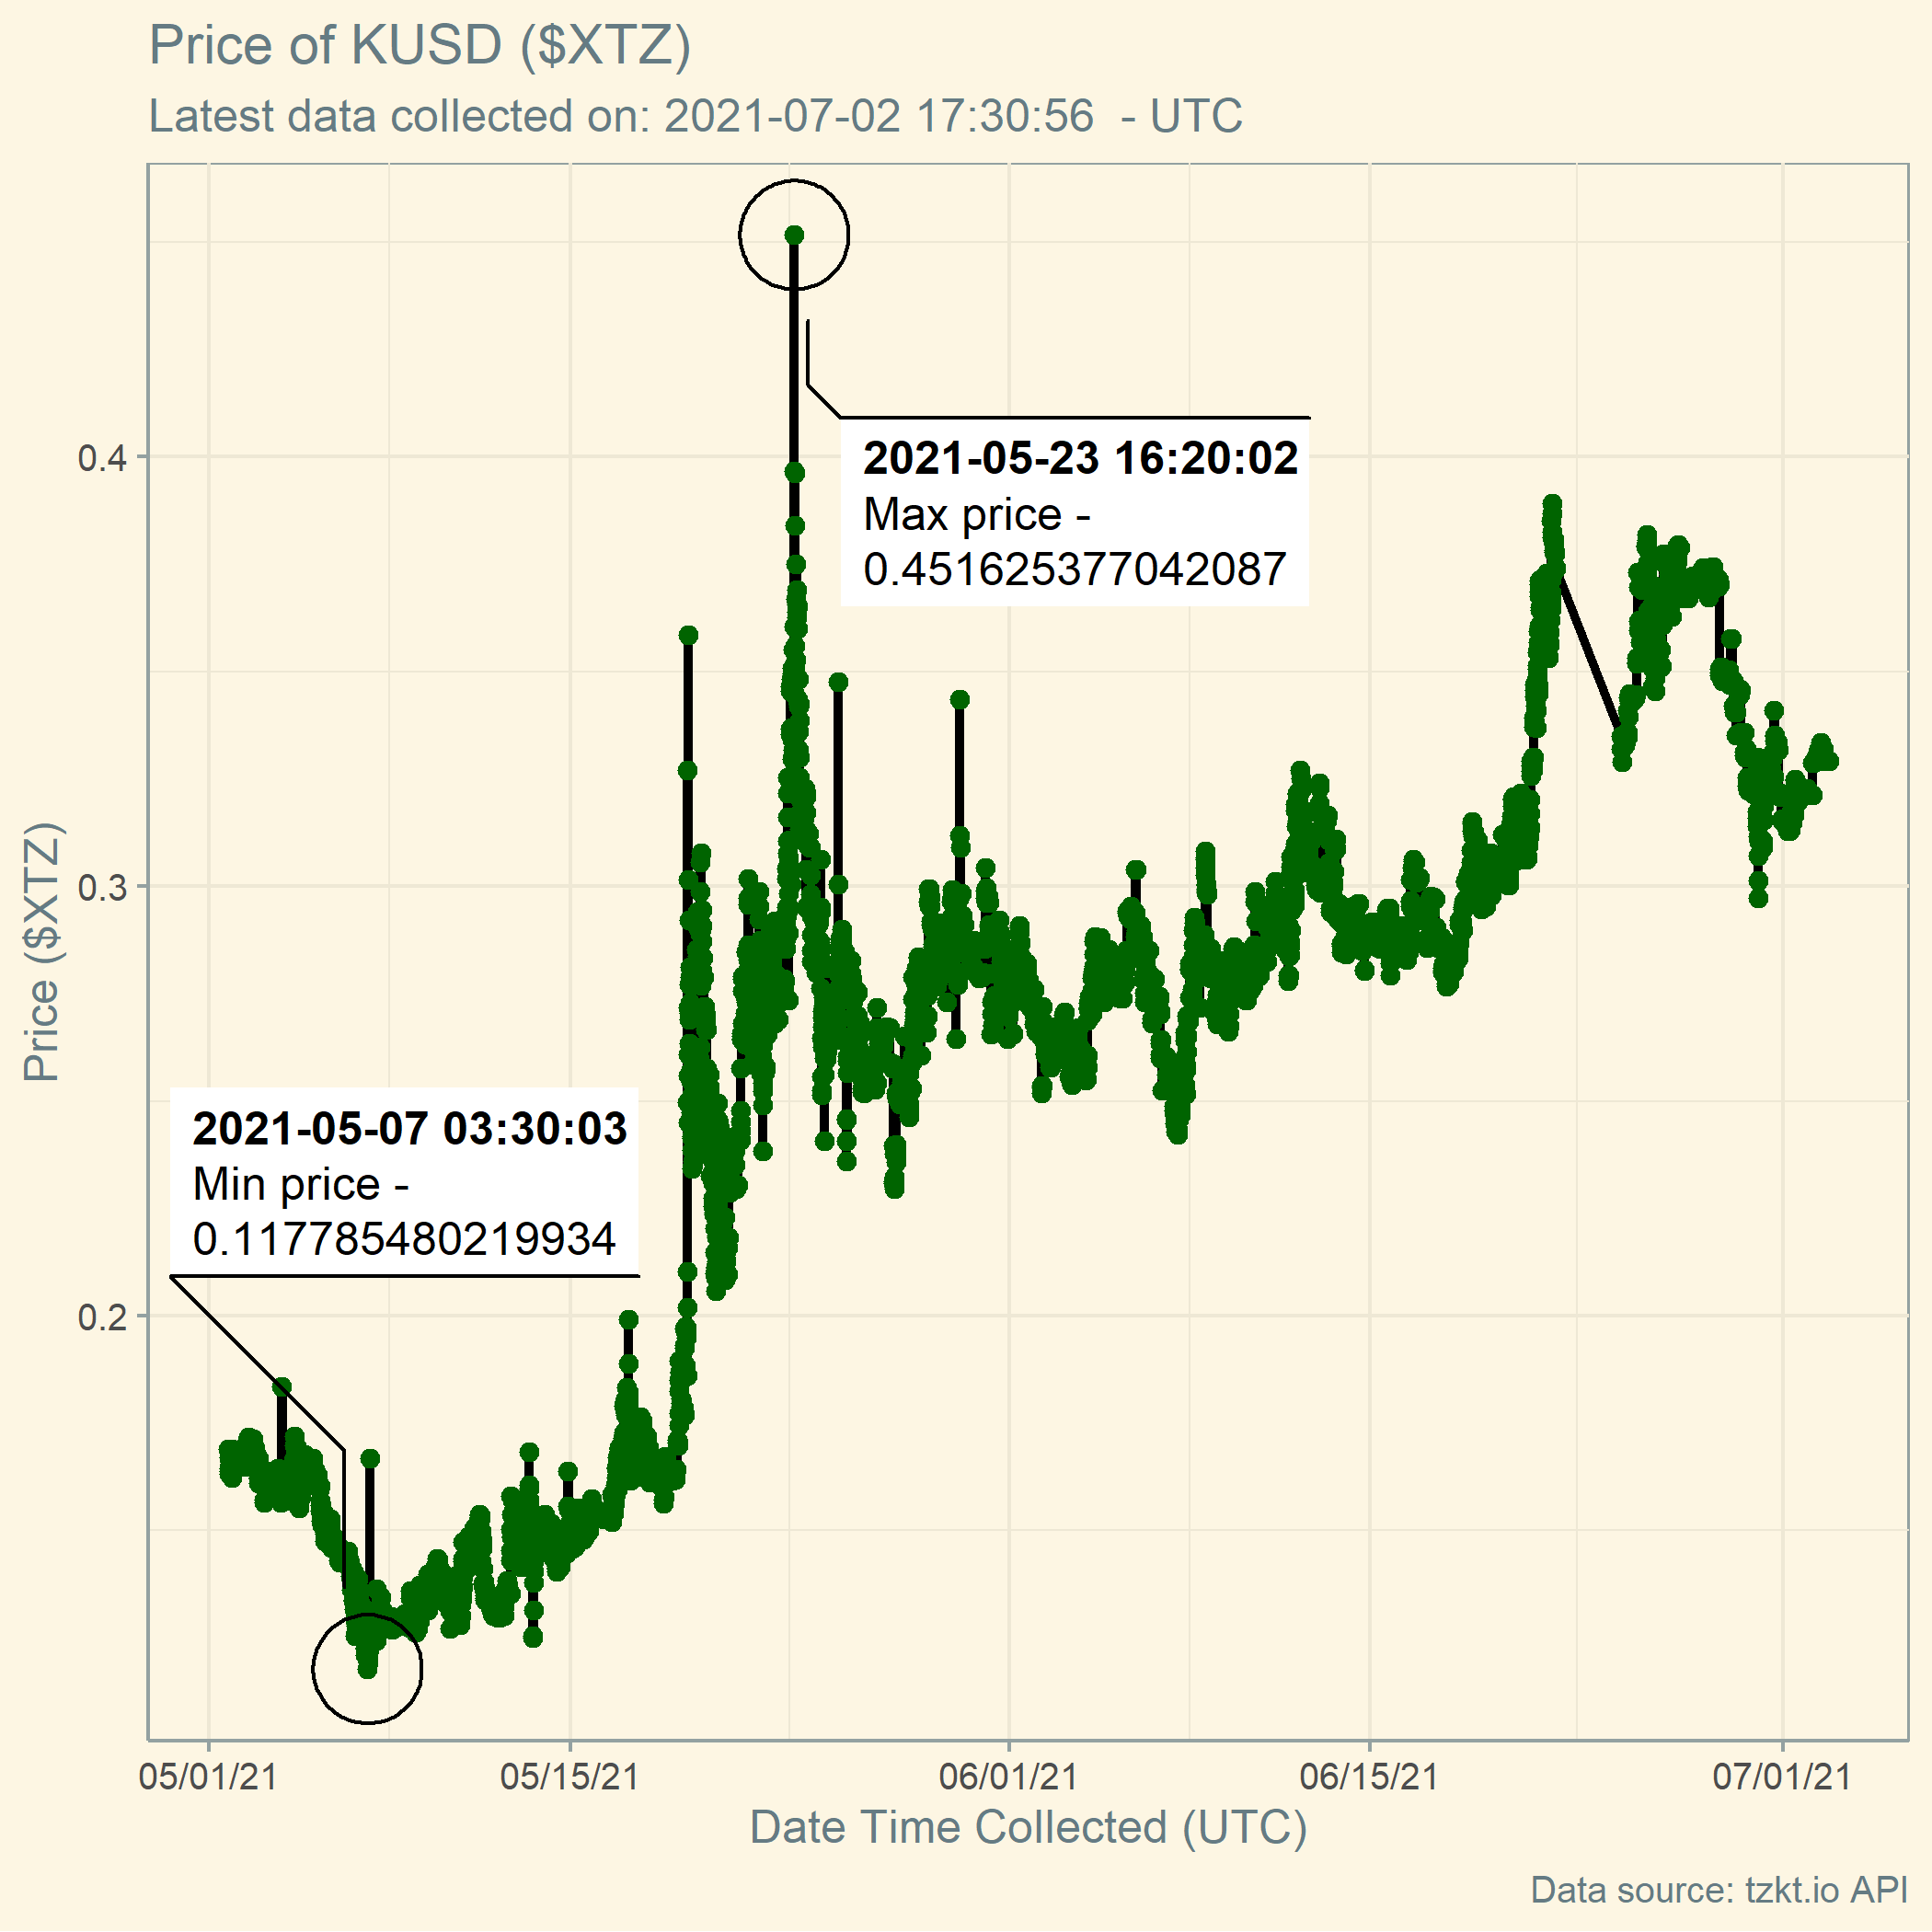 Price of KUSD ($XTZ)
Latest data collected on: 2021-07-02 17:30:56  - UTC
2021-05-23 16:20:02
Max price -
0.451625377042087
2021-05-07 03:30:03
Min price -
0.117785480219934
Price ($XTZ)
0.4
0.3
0.2
05/01/21
05/15/21
06/01/21
06/15/21
07/01/21
Date Time Collected (UTC)
Data source: tzkt.io API